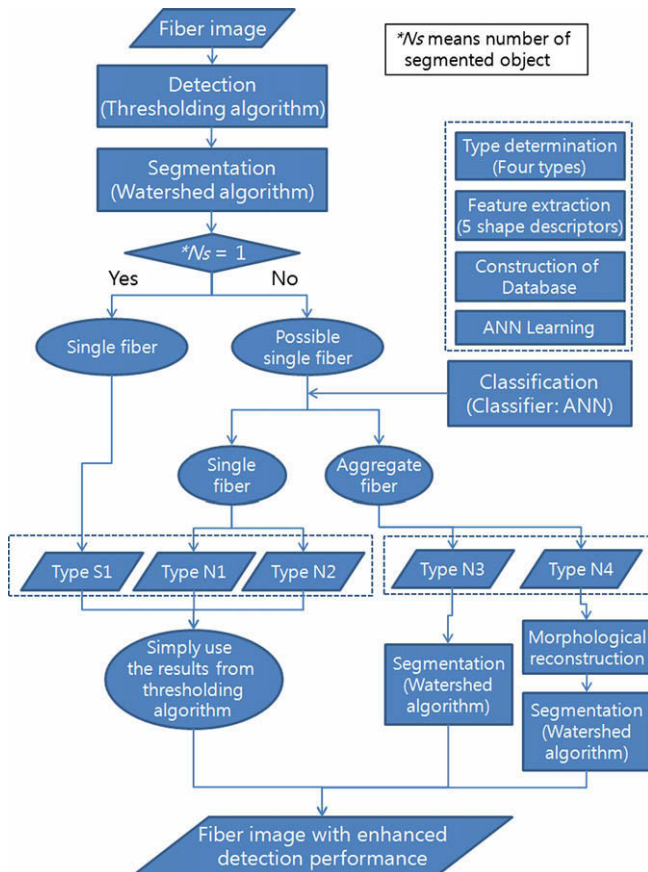 Fiber image
*Ns means number of
segmented object
Detection
(Thresholding algorithm)
Segmentation
(Watershed algorithm)
*Ns = 1
Yes
No
Single fiber
Possible
single fiber
Type determination
(Four types)
Feature extraction
(5 shape descriptors)
Construction of
Database
ANN Learning
Classification
(Classifier: ANN)
Single
fiber
Aggregate
fiber
Type S1
Type N1
Type N2
Type N3
Type N4
Simply use
the results from
thresholding
algorithm
Segmentation
(Watershed
algorithm)
Morphological
reconstruction
Segmentation
(Watershed
algorithm)
Fiber image with enhanced
detection performance